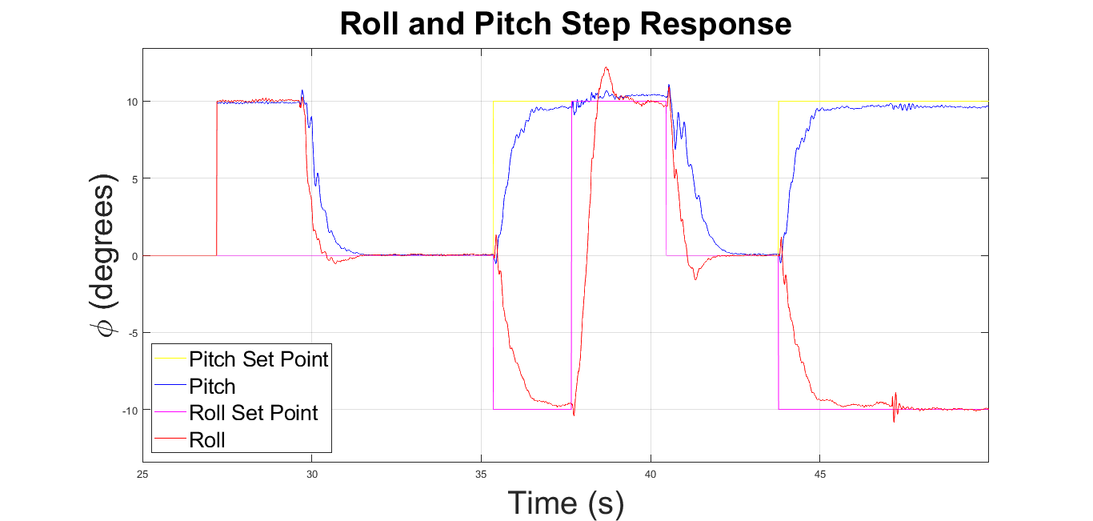 Roll and Pitch Step Response
ϕ (degrees)
10
5
0
-5
-10
Pitch Set Point
Pitch
Roll Set Point
Roll
25 30 35 40 45
Time (s)